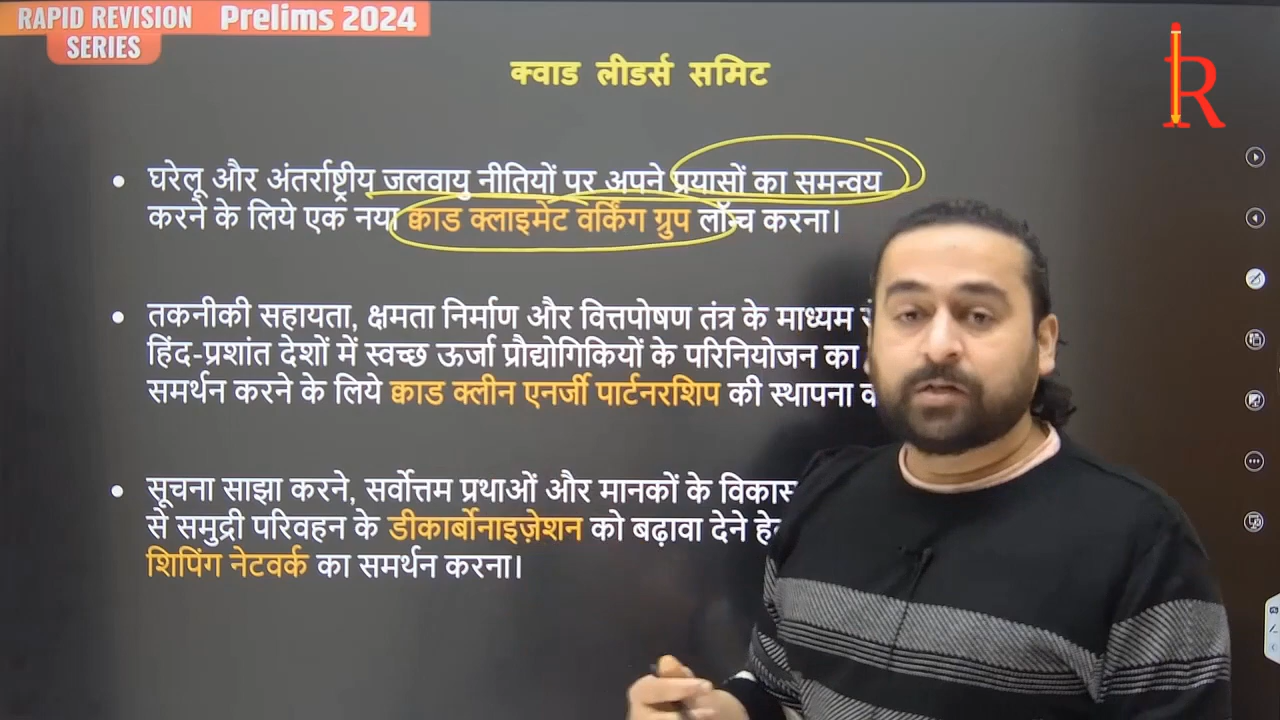 RAPID REVISION
SERIES
Prelims 2024
R
क्वाड लीडर्स समिट
घरेलू और अंतर्राष्ट्रीय जलवायु नीतियों पर अपने प्रयासों का समन्वय
करने के लिये एक नया क्वाड क्लाइमेट वर्किंग ग्रुप लॉन्च करना।
तकनीकी सहायता, क्षमता निर्माण और वित्तपोषण तंत्र के माध्यम
हिंद-प्रशांत देशों में स्वच्छ ऊर्जा प्रौद्योगिकियों के परिनियोजन का
समर्थन करने के लिये क्वाड क्लीन एनर्जी पार्टनरशिप की स्थापना
सूचना साझा करने, सर्वोत्तम प्रथाओं और मानकों के विकास
से समुद्री परिवहन के डीकार्बोनाइज़ेशन को बढ़ावा देने
शिपिंग नेटवर्क का समर्थन करना।